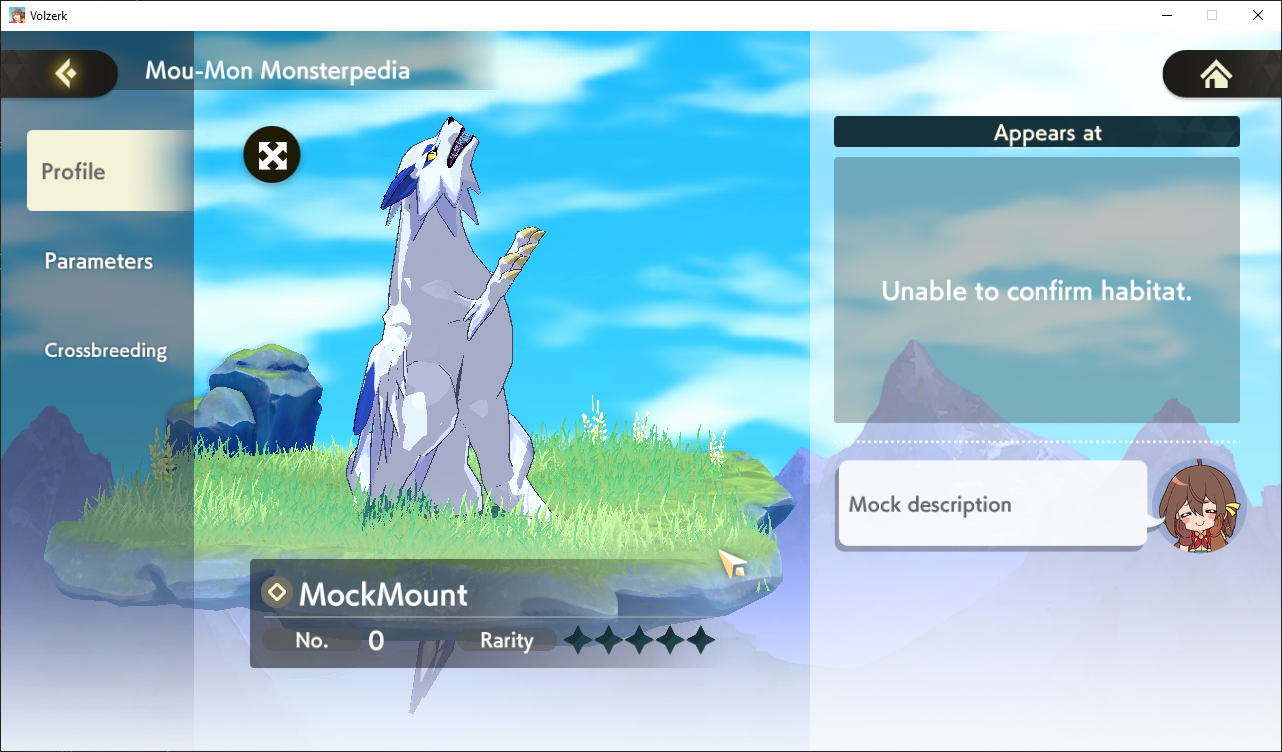 Volzerk
Mou-Mon Monsterpedia
Profile
Parameters
Crossbreeding
Appears at
Unable to confirm habitat.
Mock description
MockMount
No. 0 Rarity